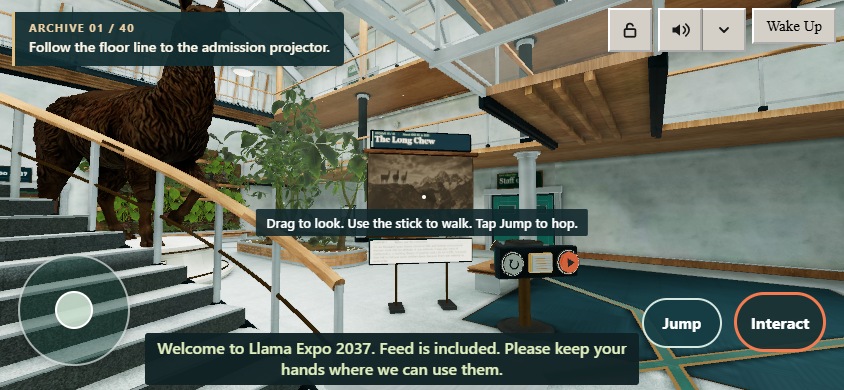 ARCHIVE 01 / 40
Follow the floor line to the admission projector.
Wake Up
The Long Chew
Staff
Drag to look. Use the stick to walk. Tap Jump to hop.
Jump
Interact
Welcome to Llama Expo 2037. Feed is included. Please keep your
hands where we can use them.